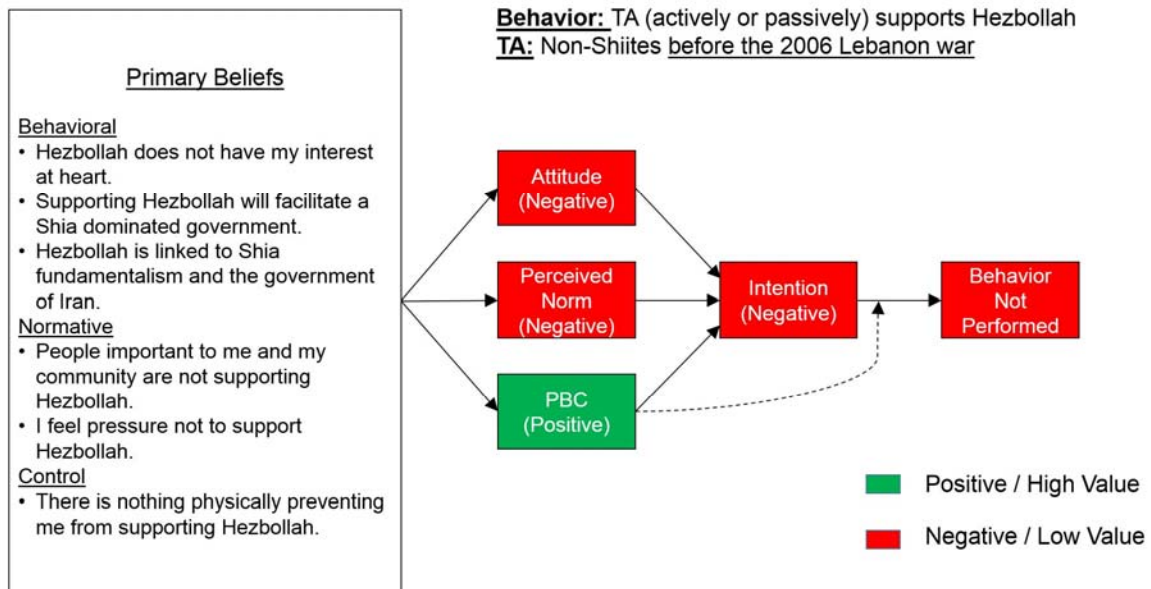 Behavior: TA (actively or passively) supports Hezbollah
TA: Non-Shiites before the 2006 Lebanon war
Primary Beliefs
Behavioral
• Hezbollah does not have my interest
at heart.
• Supporting Hezbollah will facilitate a
Shia dominated government.
• Hezbollah is linked to Shia
fundamentalism and the government
of Iran.
Normative
• People important to me and my
community are not supporting
Hezbollah.
• I feel pressure not to support
Hezbollah.
Control
• There is nothing physically preventing
me from supporting Hezbollah.
Attitude
(Negative)
Perceived
Norm
(Negative)
PBC
(Positive)
Intention
(Negative)
Behavior
Not
Performed
Positive / High Value
Negative / Low Value